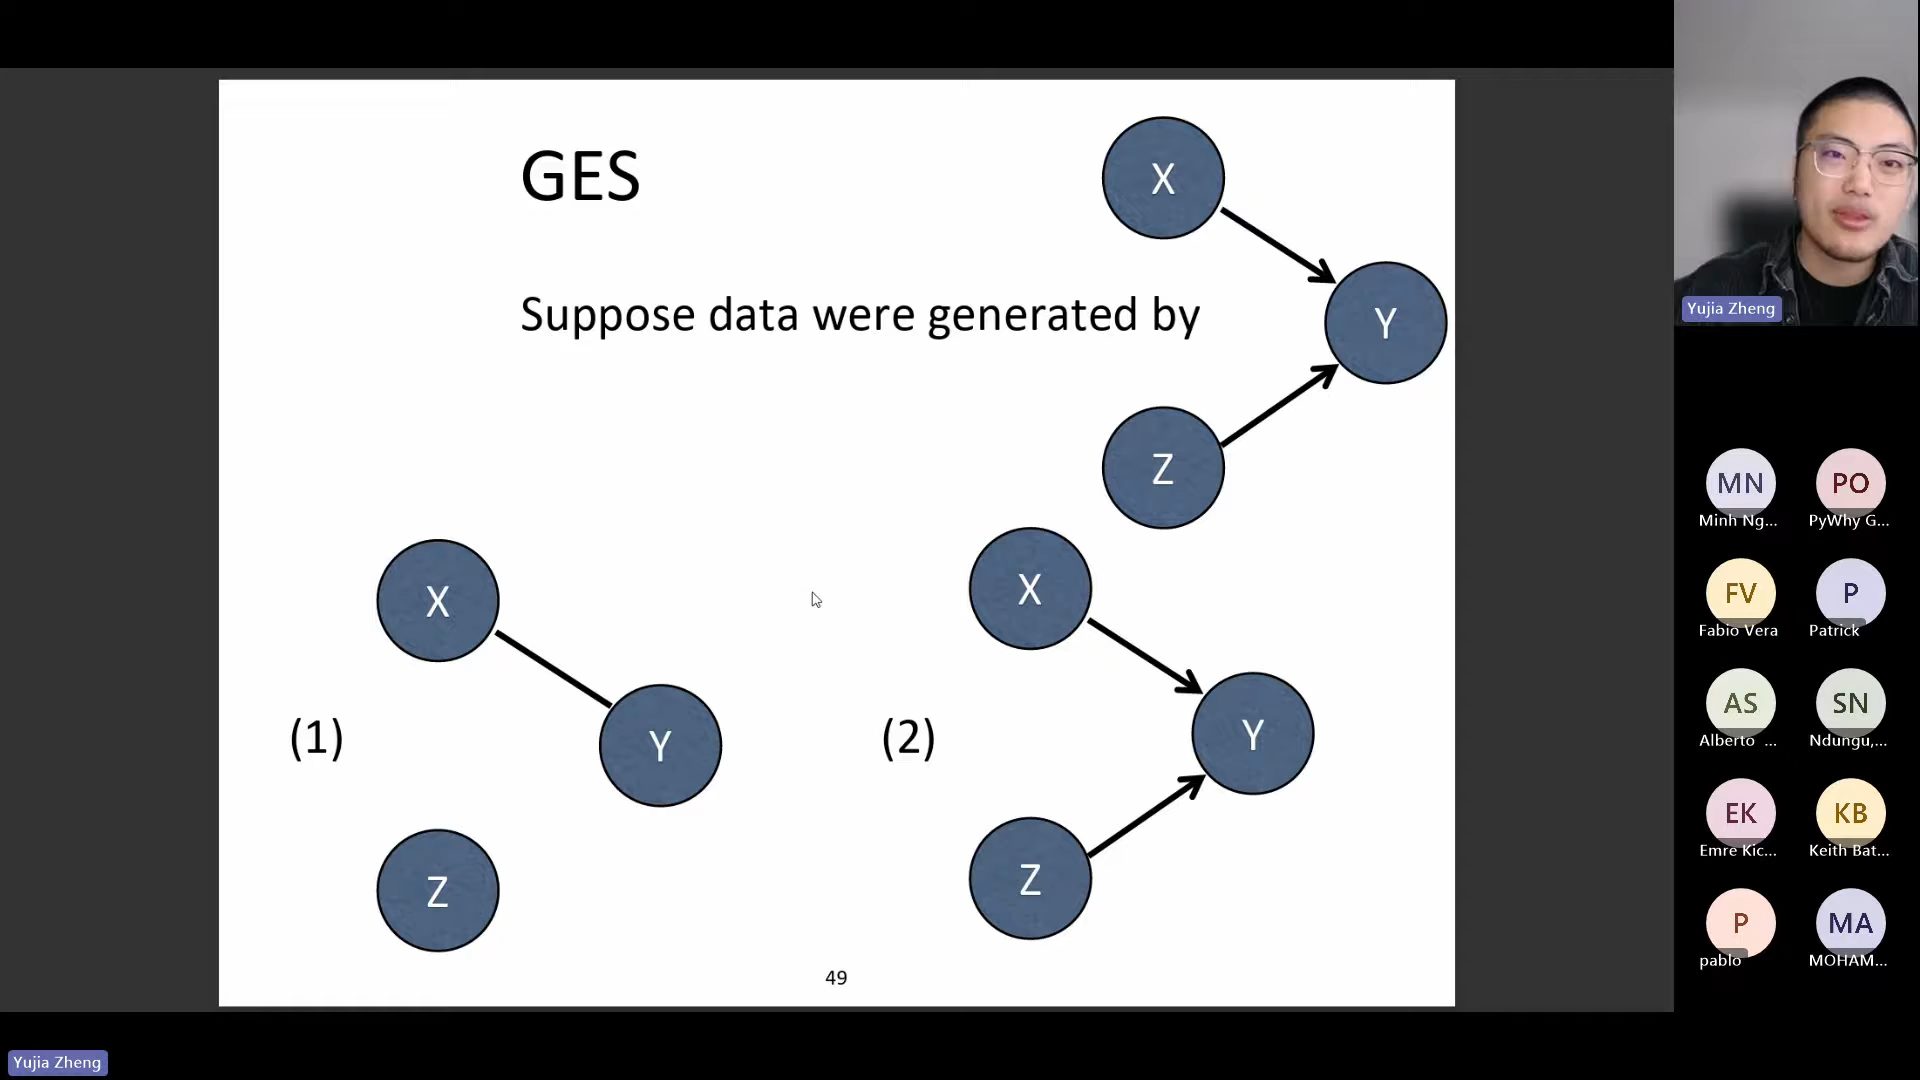 GES
X
Suppose data were generated by
Y
Z
X
Y
(1)
Z
X
Y
(2)
Z
49
Yujia Zheng
MN
PO
Minh Ng...
PyWhy G...
FV
P
Fabio Vera
Patrick
AS
SN
Alberto ...
Ndungu,...
EK
KB
Emre Kic...
Keith Bat...
P
MA
pablo
MOHAM...
Yujia Zheng